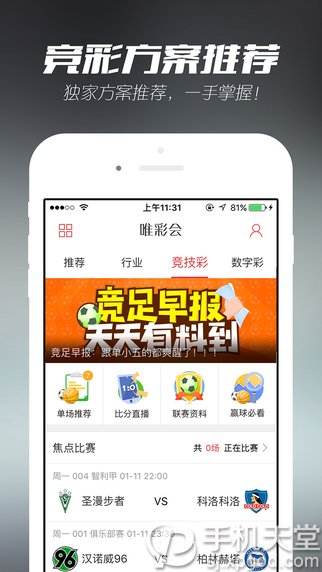 竞彩方案推荐
独家方案推荐，一手掌握！
上午11:31
81%
唯彩会
推荐
行业
竞技彩
数字彩
竞足早报
天天有料到
竞足早报：跟单小五的都爽醒了！！！
7
1:0
单场推荐
比分直播
联赛资料
赢球必看
焦点比赛
共 0场 正在比赛
周一 004 智利甲 01-11 22:00
圣漫步者
VS
科洛科洛
周一 001 俱乐部赛 01-11 23:
96
汉诺威96
VS
柏林赫塔
手机天堂